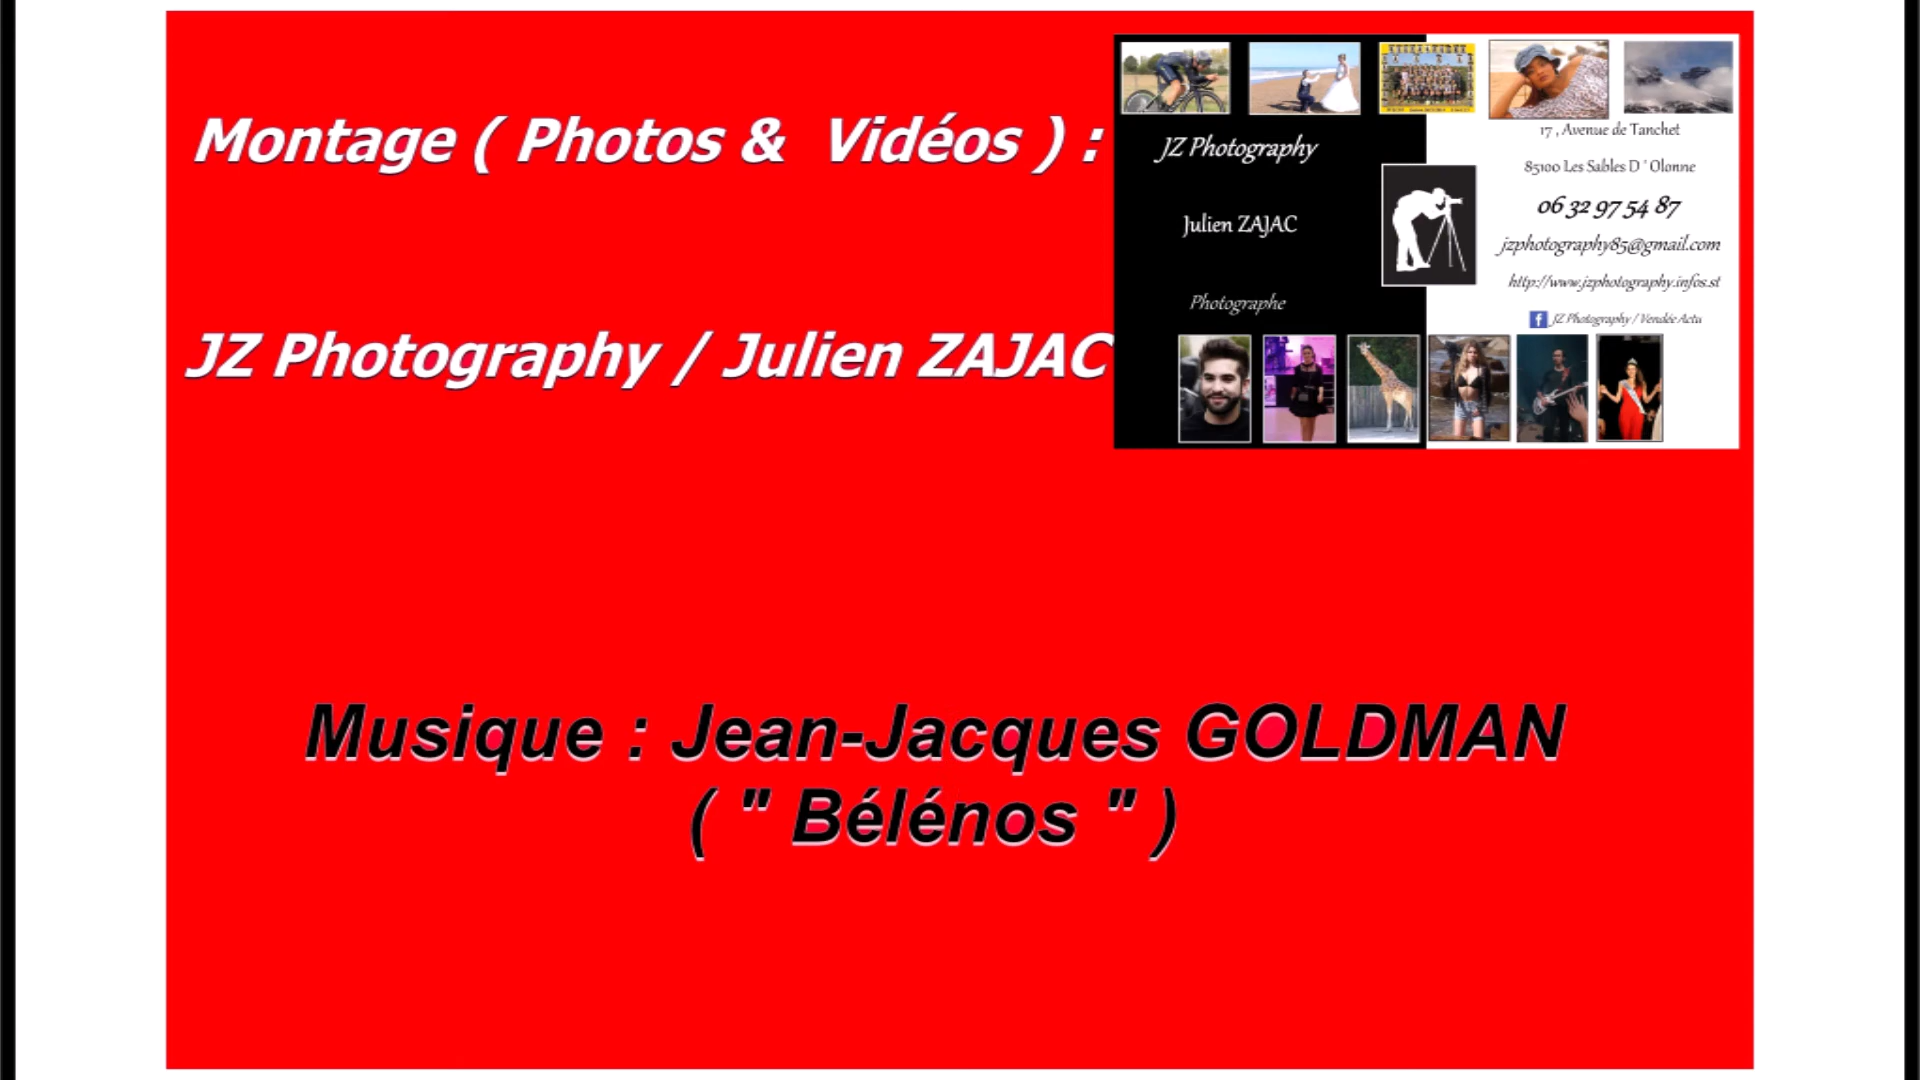 Montage ( Photos & Vidéos ) :
JZ Photography / Julien ZAJAC
JZ Photography
Julien ZAJAC
Photographe
17 , Avenue de Tanchet
85100 Les Sables D ' Olonne
06 32 97 54 87
jzphotography85@gmail.com
http://www.jzphotography.infos.st
f JZ Photography / Vendée Actu
Musique : Jean-Jacques GOLDMAN
( " Bélénos " )